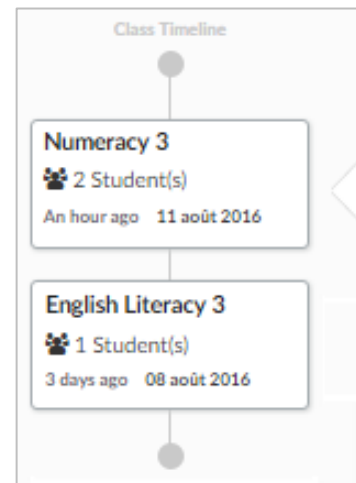 Class Timeline
Numeracy 3
2 Student(s)
An hour ago 11 août 2016
English Literacy 3
1 Student(s)
3 days ago 08 août 2016